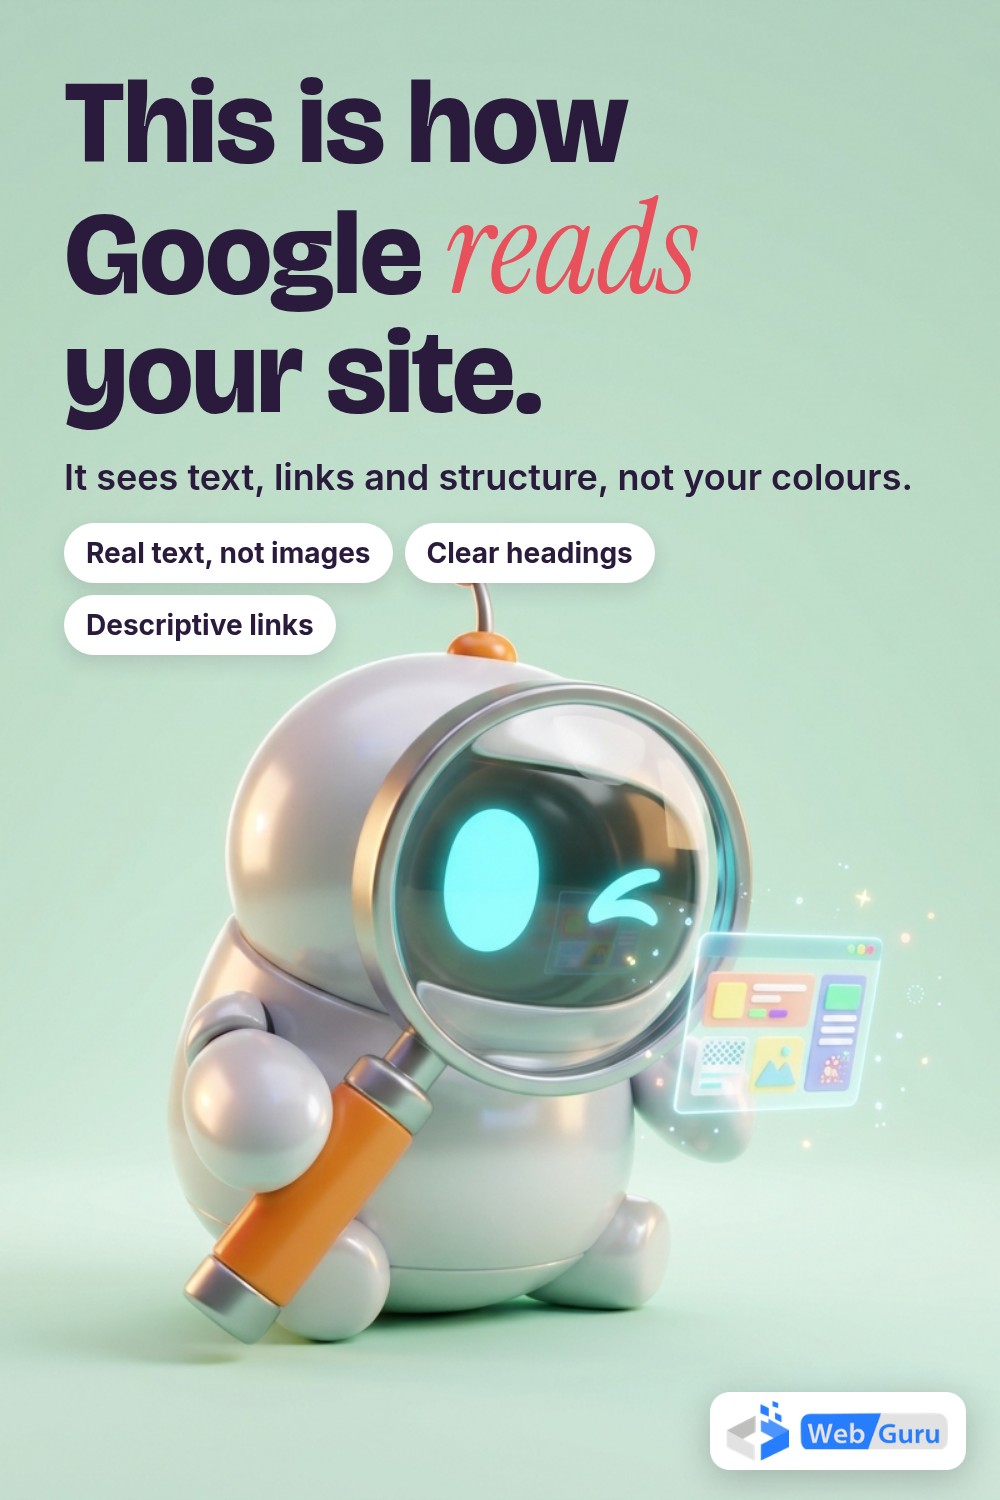 This is how
Google reads
your site.
It sees text, links and structure, not your colours.
Real text, not images
Clear headings
Descriptive links
Web Guru